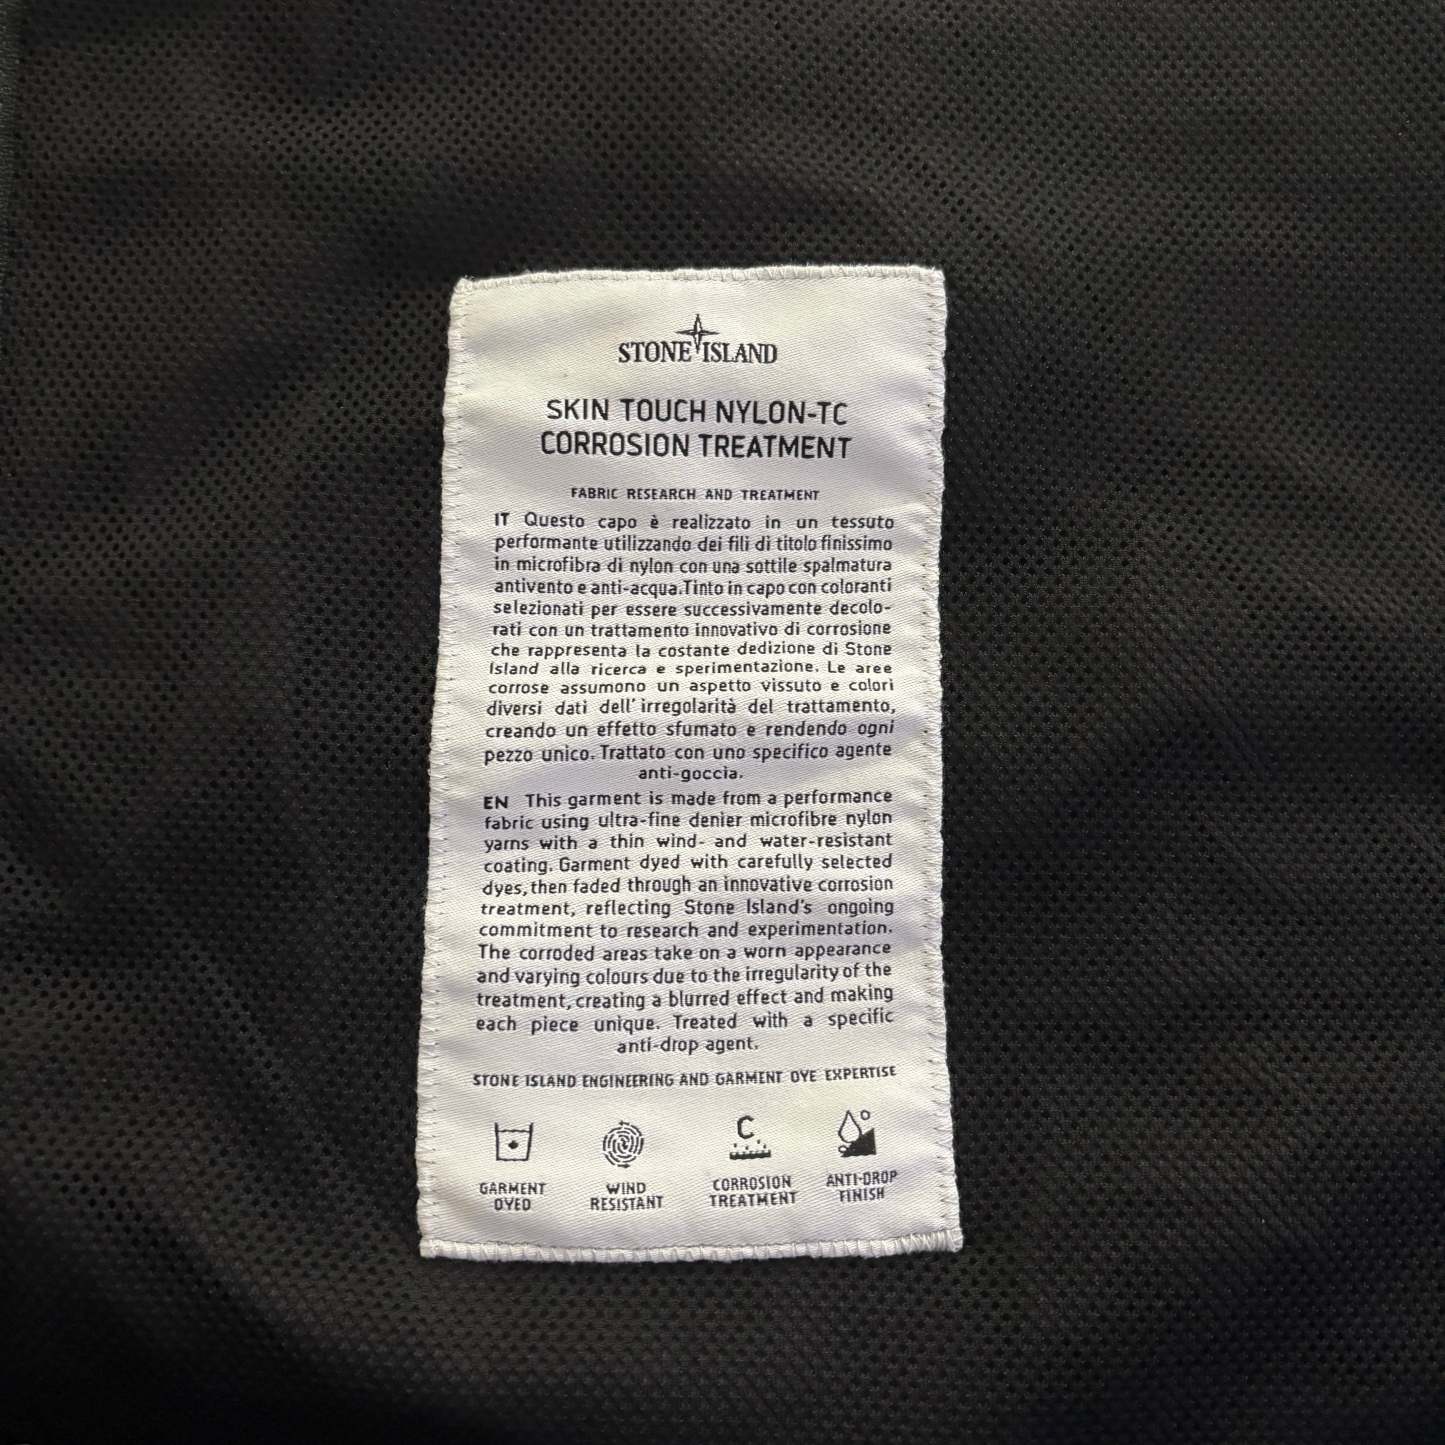 STONE ISLAND
SKIN TOUCH NYLON-TC
CORROSION TREATMENT
FABRIC RESEARCH AND TREATMENT
IT Questo capo è realizzato in un tessuto
performante utilizzando dei fili di titolo finissimo
in microfibra di nylon con una sottile spalmatura
antivento e anti-acqua.Tinto in capo con coloranti
selezionati per essere successivamente decolo-
rati con un trattamento innovativo di corrosione
che rappresenta la costante dedizione di Stone
Island alla ricerca e sperimentazione. Le aree
corrose assumono un aspetto vissuto e colori
diversi dati dell'irregolarità del trattamento,
creando un effetto sfumato e rendendo ogni
pezzo unico. Trattato con uno specifico agente
anti-goccia.
EN This garment is made from a performance
fabric using ultra-fine denier microfibre nylon
yarns with a thin wind- and water-resistant
coating. Garment dyed with carefully selected
dyes, then faded through an innovative corrosion
treatment, reflecting Stone Island's ongoing
commitment to research and experimentation.
The corroded areas take on a worn appearance
and varying colours due to the irregularity of the
treatment, creating a blurred effect and making
each piece unique. Treated with a specific
anti-drop agent.
STONE ISLAND ENGINEERING AND GARMENT DYE EXPERTISE
C
GARMENT DYED
WIND RESISTANT
CORROSION TREATMENT
ANTI-DROP FINISH